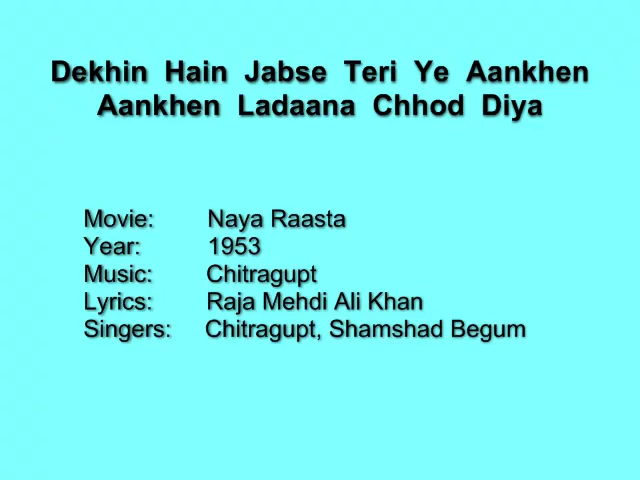 Dekhin Hain Jabse Teri Ye Aankhen
Aankhen Ladaana Chhod Diya
Movie: Naya Raasta
Year: 1953
Music: Chitragupt
Lyrics: Raja Mehdi Ali Khan
Singers: Chitragupt, Shamshad Begum